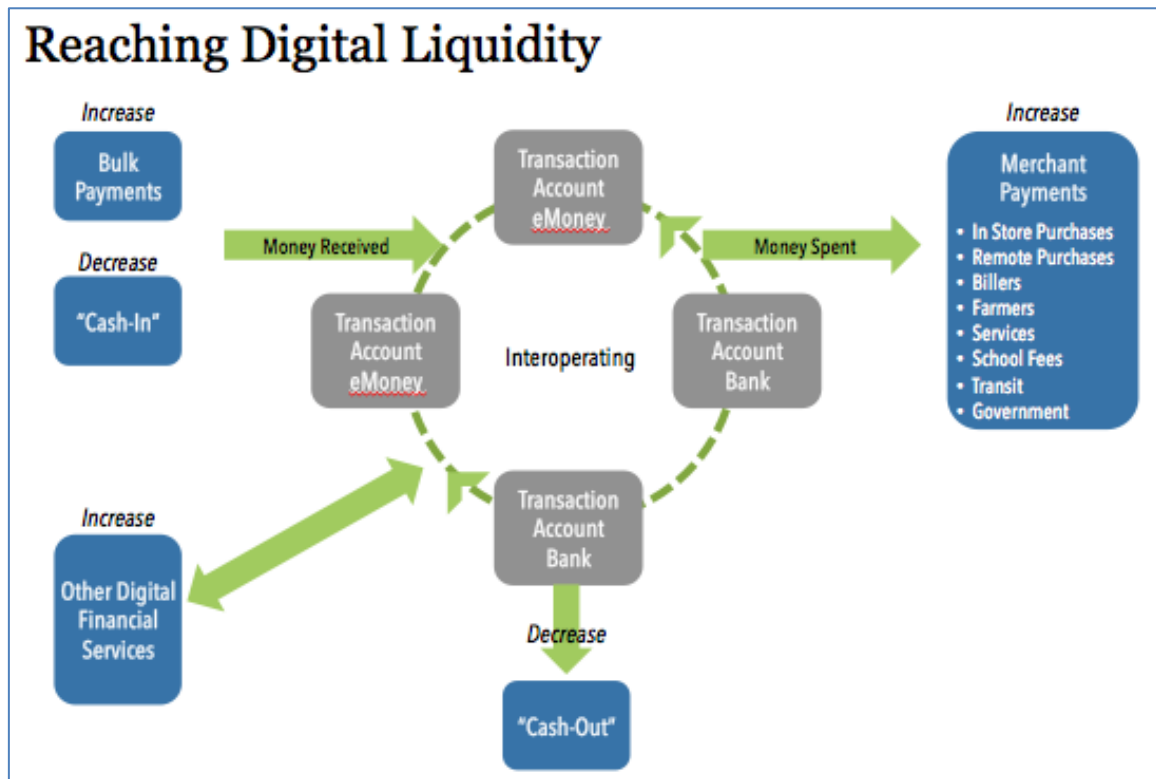 Reaching Digital Liquidity
Increase
Bulk
Payments
Decrease
"Cash-In"
Money Received
Transaction
Account
eMoney
Transaction
Account
eMoney
Interoperating
Transaction
Account
Bank
Transaction
Account
Bank
Money Spent
Increase
Merchant
Payments
• In Store Purchases
• Remote Purchases
• Billers
• Farmers
• Services
• School Fees
• Transit
• Government
Increase
Other Digital
Financial
Services
Decrease
"Cash-Out"